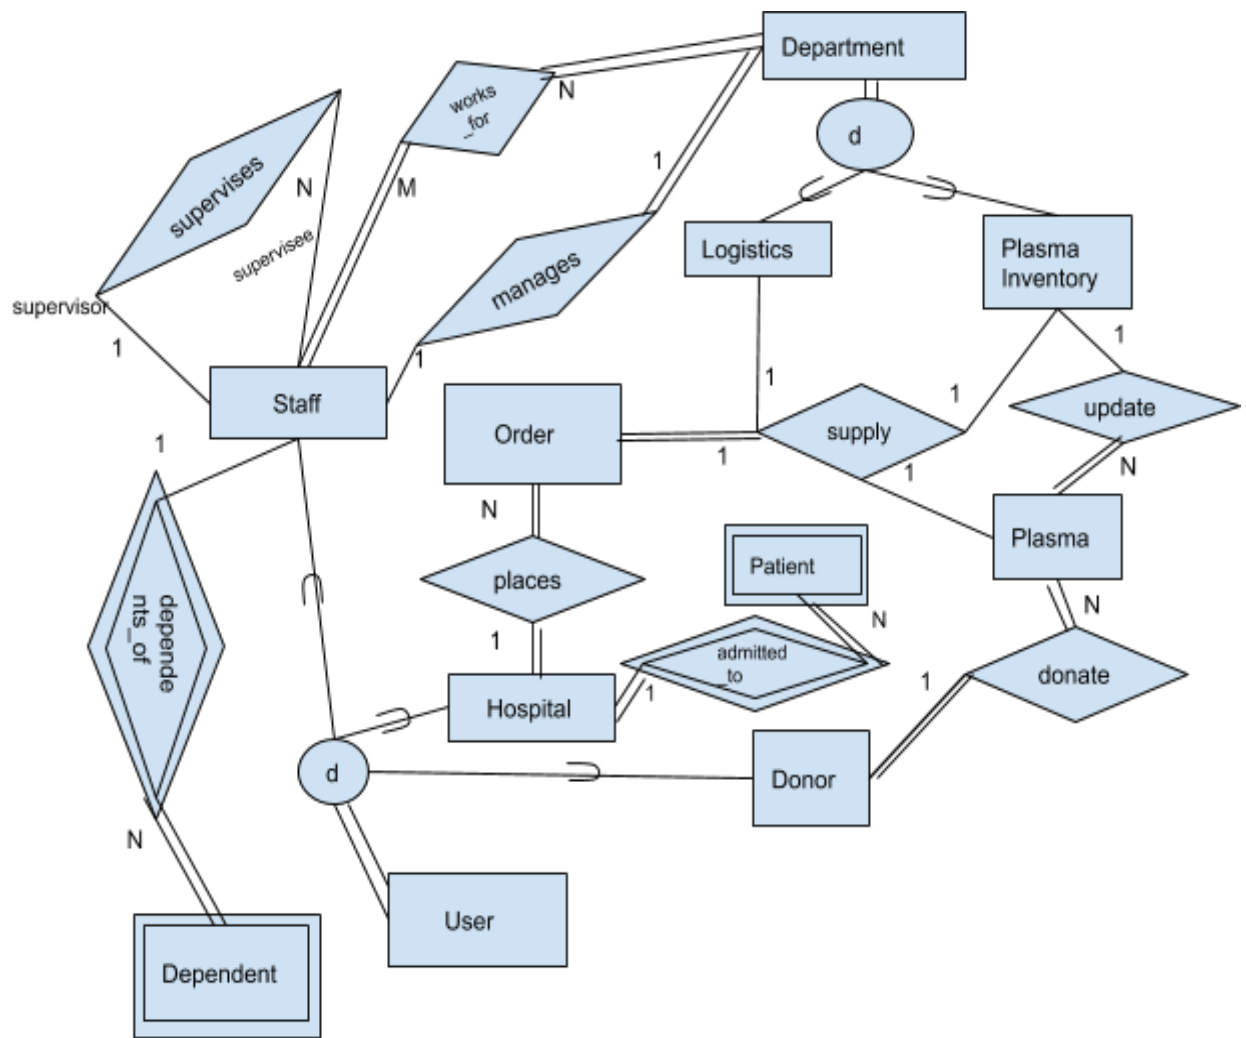 Department
works
_for
N
d
supervises
N
M
1
Logistics
Plasma
Inventory
supervisee
manages
supervisor
1
1
1
1
1
update
Staff
Order
supply
1
1
N
1
N
Plasma
depende
nts_of
places
Patient
N
N
1
admitted
_to
1
1
donate
Hospital
d
Donor
N
User
Dependent